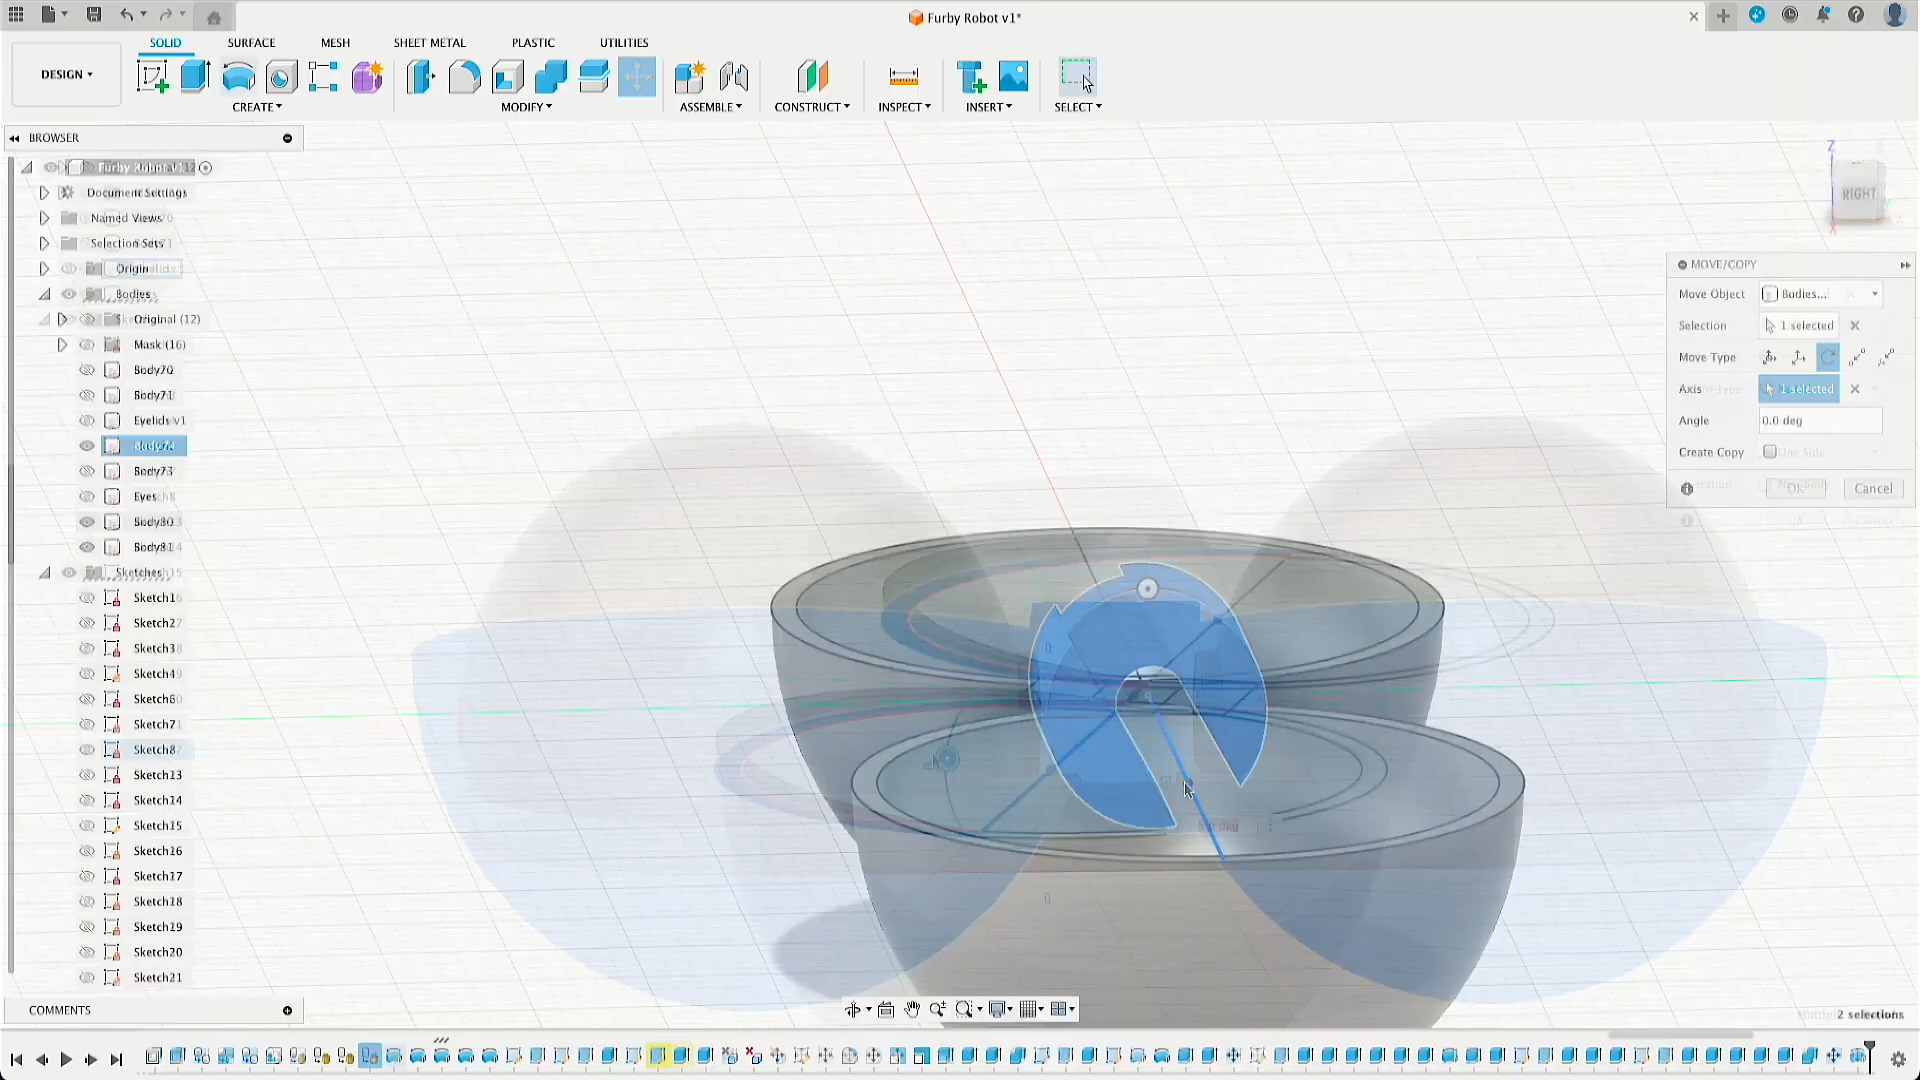 Furby Robot v1*
SOLID
SURFACE
MESH
SHEET METAL
PLASTIC
UTILITIES
DESIGN
CREATE
MODIFY
ASSEMBLE
CONSTRUCT
INSPECT
INSERT
SELECT
BROWSER
Document Settings
Named Views
Selection Sets
Origin
Bodies
Original (12)
Mask (16)
Body70
Body71
Eyelids v1
Body73
Eyes
Body80
Body81
Sketches
Sketch1
Sketch2
Sketch3
Sketch4
Sketch6
Sketch7
Sketch8
Sketch13
Sketch14
Sketch15
Sketch16
Sketch17
Sketch18
Sketch19
Sketch20
Sketch21
COMMENTS
Z
RIGHT
X
MOVE/COPY
Move Object
Bodies...
Selection
1 selected
Move Type
Axis
1 selected
Angle
0.0 deg
Create Copy
OK
Cancel
2 selections